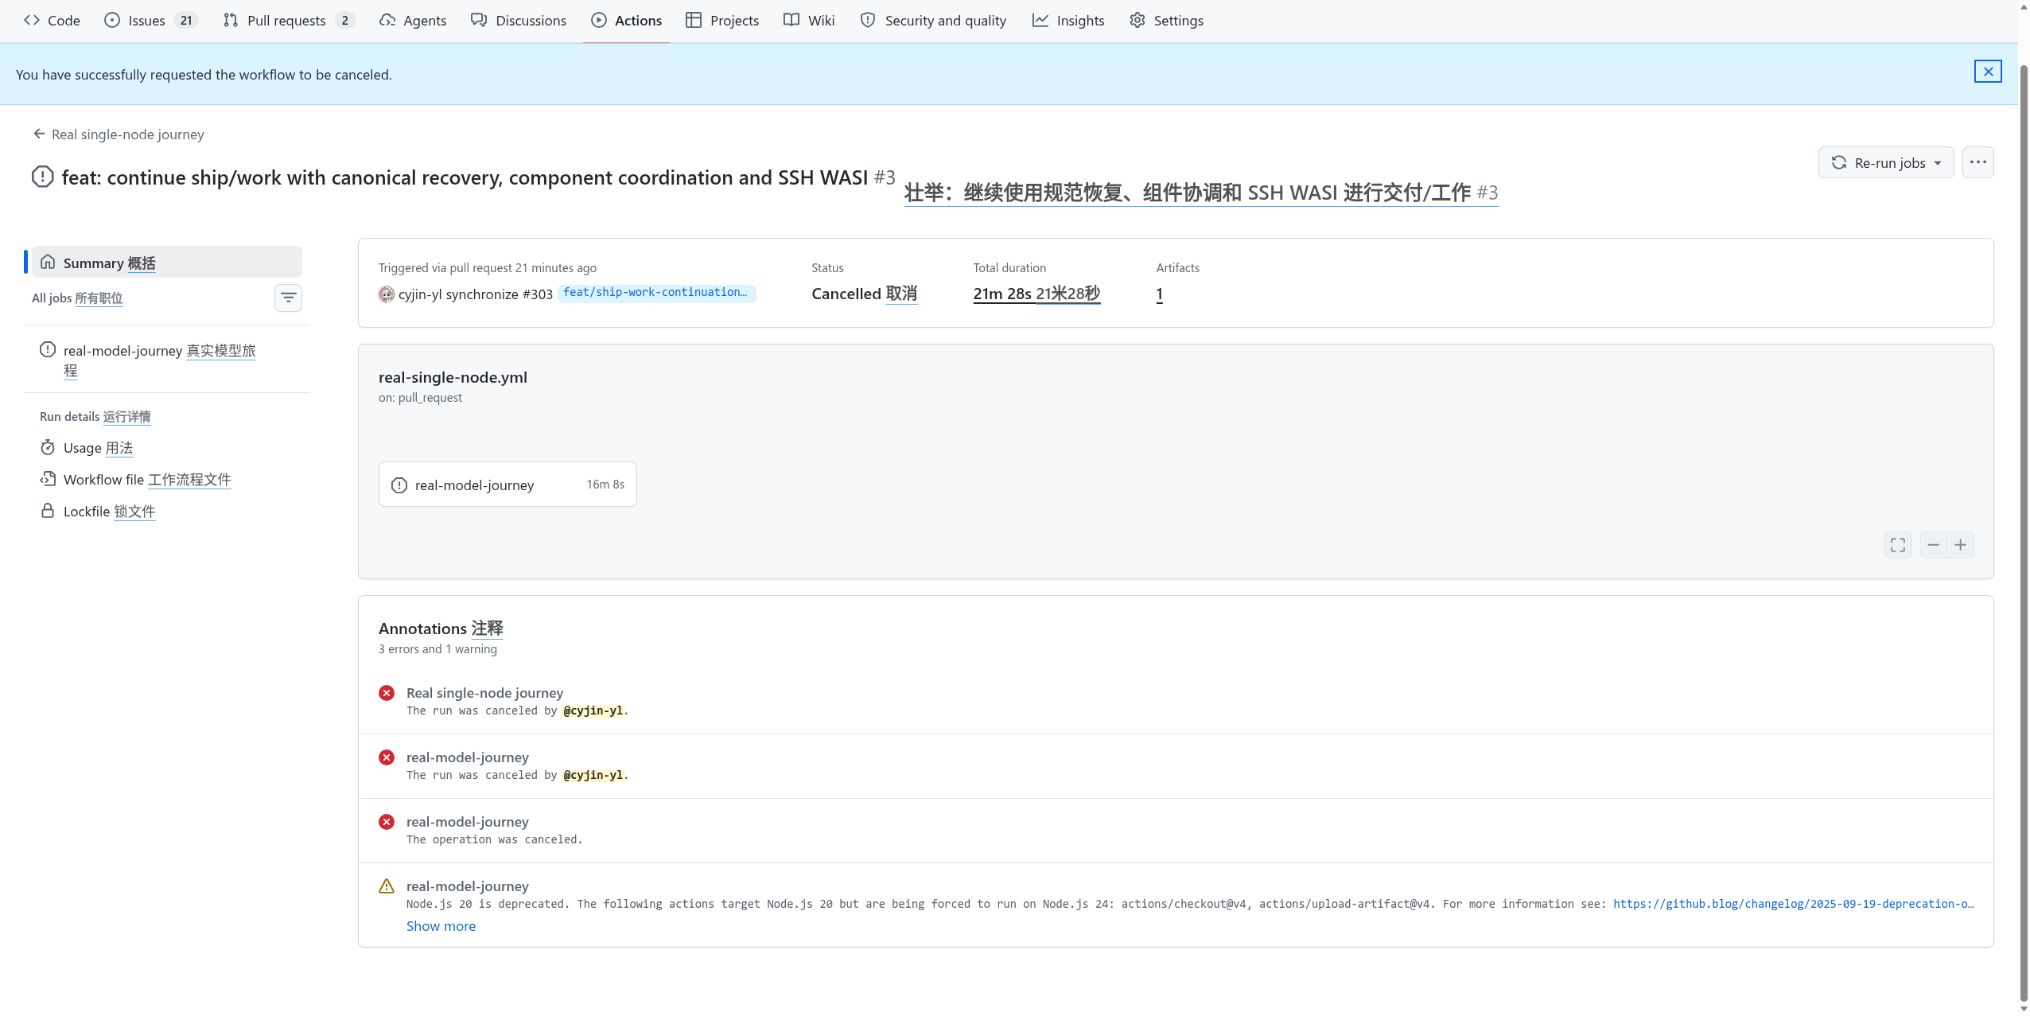 Code Issues 21 Pull requests 2 Agents Discussions Actions Projects Wiki Security and quality Insights Settings
You have successfully requested the workflow to be canceled.
Real single-node journey
feat: continue ship/work with canonical recovery, component coordination and SSH WASI #3
壮举：继续使用规范恢复、组件协调和 SSH WASI 进行交付/工作 #3
Re-run jobs
Summary 概括
All jobs 所有职位
real-model-journey 真实模型旅
程
Run details 运行详情
Usage 用法
Workflow file 工作流程文件
Lockfile 锁文件
Triggered via pull request 21 minutes ago
cyjin-yl synchronize #303 feat/ship-work-continuation…
Status
Cancelled 取消
Total duration
21m 28s 21米28秒
Artifacts
1
real-single-node.yml
on: pull_request
real-model-journey 16m 8s
Annotations 注释
3 errors and 1 warning
Real single-node journey
The run was canceled by @cyjin-yl.
real-model-journey
The run was canceled by @cyjin-yl.
real-model-journey
The operation was canceled.
real-model-journey
Node.js 20 is deprecated. The following actions target Node.js 20 but are being forced to run on Node.js 24: actions/checkout@v4, actions/upload-artifact@v4. For more information see: https://github.blog/changelog/2025-09-19-deprecation-o…
Show more